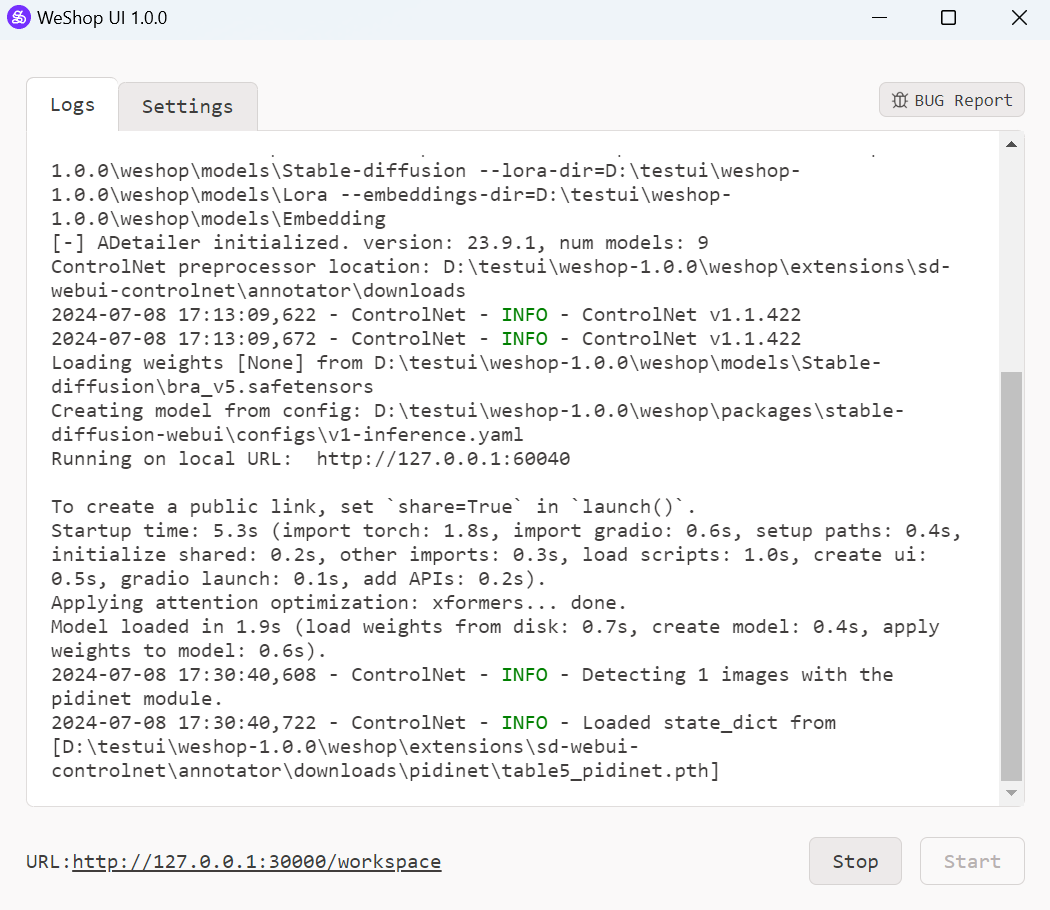 WeShop UI 1.0.0
Logs
Settings
BUG Report
1.0.0\weshop\models\Stable-diffusion --lora-dir=D:\testui\weshop-
1.0.0\weshop\models\Lora --embeddings-dir=D:\testui\weshop-
1.0.0\weshop\models\Embedding
[-] ADetailer initialized. version: 23.9.1, num models: 9
ControlNet preprocessor location: D:\testui\weshop-1.0.0\weshop\extensions\sd-
webui-controlnet\annotator\downloads
2024-07-08 17:13:09,622 - ControlNet - INFO - ControlNet v1.1.422
2024-07-08 17:13:09,672 - ControlNet - INFO - ControlNet v1.1.422
Loading weights [None] from D:\testui\weshop-1.0.0\weshop\models\Stable-
diffusion\bra_v5.safetensors
Creating model from config: D:\testui\weshop-1.0.0\weshop\packages\stable-
diffusion-webui\configs\v1-inference.yaml
Running on local URL:  http://127.0.0.1:60040
To create a public link, set `share=True` in `launch()`.
Startup time: 5.3s (import torch: 1.8s, import gradio: 0.6s, setup paths: 0.4s,
initialize shared: 0.2s, other imports: 0.3s, load scripts: 1.0s, create ui:
0.5s, gradio launch: 0.1s, add APIs: 0.2s).
Applying attention optimization: xformers... done.
Model loaded in 1.9s (load weights from disk: 0.7s, create model: 0.4s, apply
weights to model: 0.6s).
2024-07-08 17:30:40,608 - ControlNet - INFO - Detecting 1 images with the
pidinet module.
2024-07-08 17:30:40,722 - ControlNet - INFO - Loaded state_dict from
[D:\testui\weshop-1.0.0\weshop\extensions\sd-webui-
controlnet\annotator\downloads\pidinet\table5_pidinet.pth]
URL:http://127.0.0.1:30000/workspace
Stop
Start